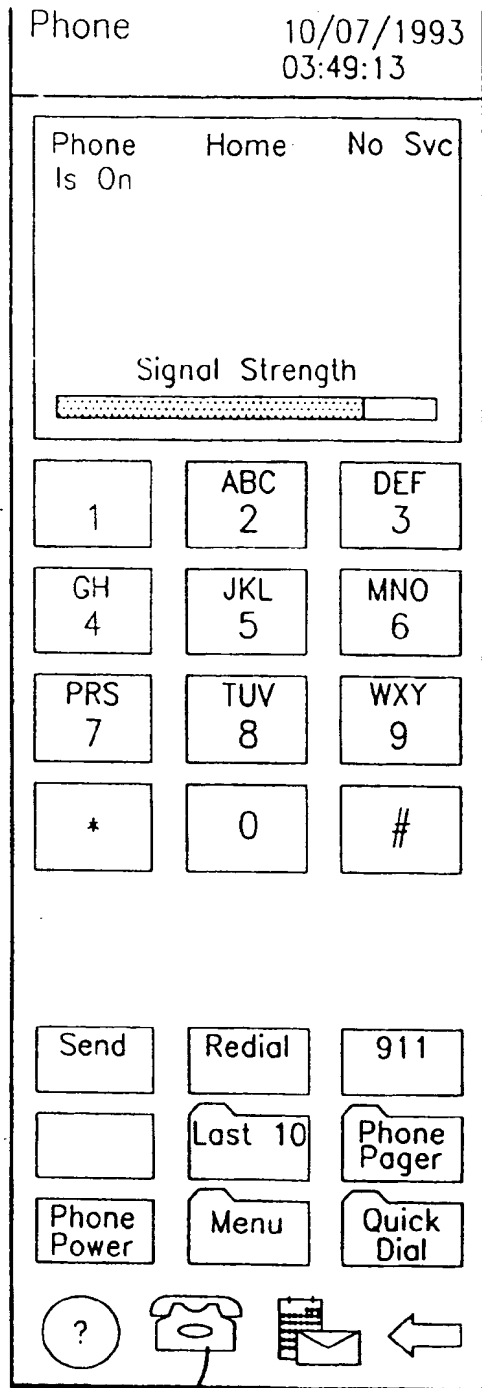 Phone 10/07/1993
03:49:13
Phone Home No Svc
Is On
Signal Strength
1 ABC 2 DEF 3
GH 4 JKL 5 MNO 6
PRS 7 TUV 8 WXY 9
* 0 #
Send Redial 911
Last 10 Phone Pager
Phone Power Menu Quick Dial
?